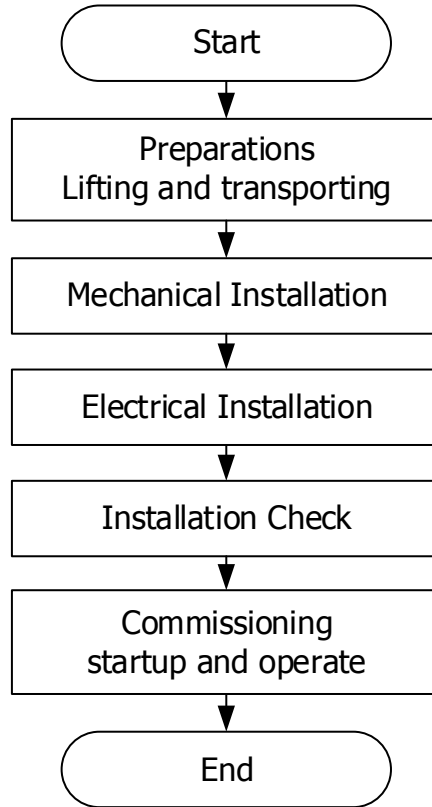 Start
Preparations
Lifting and transporting
Mechanical Installation
Electrical Installation
Installation Check
Commissioning
startup and operate
End